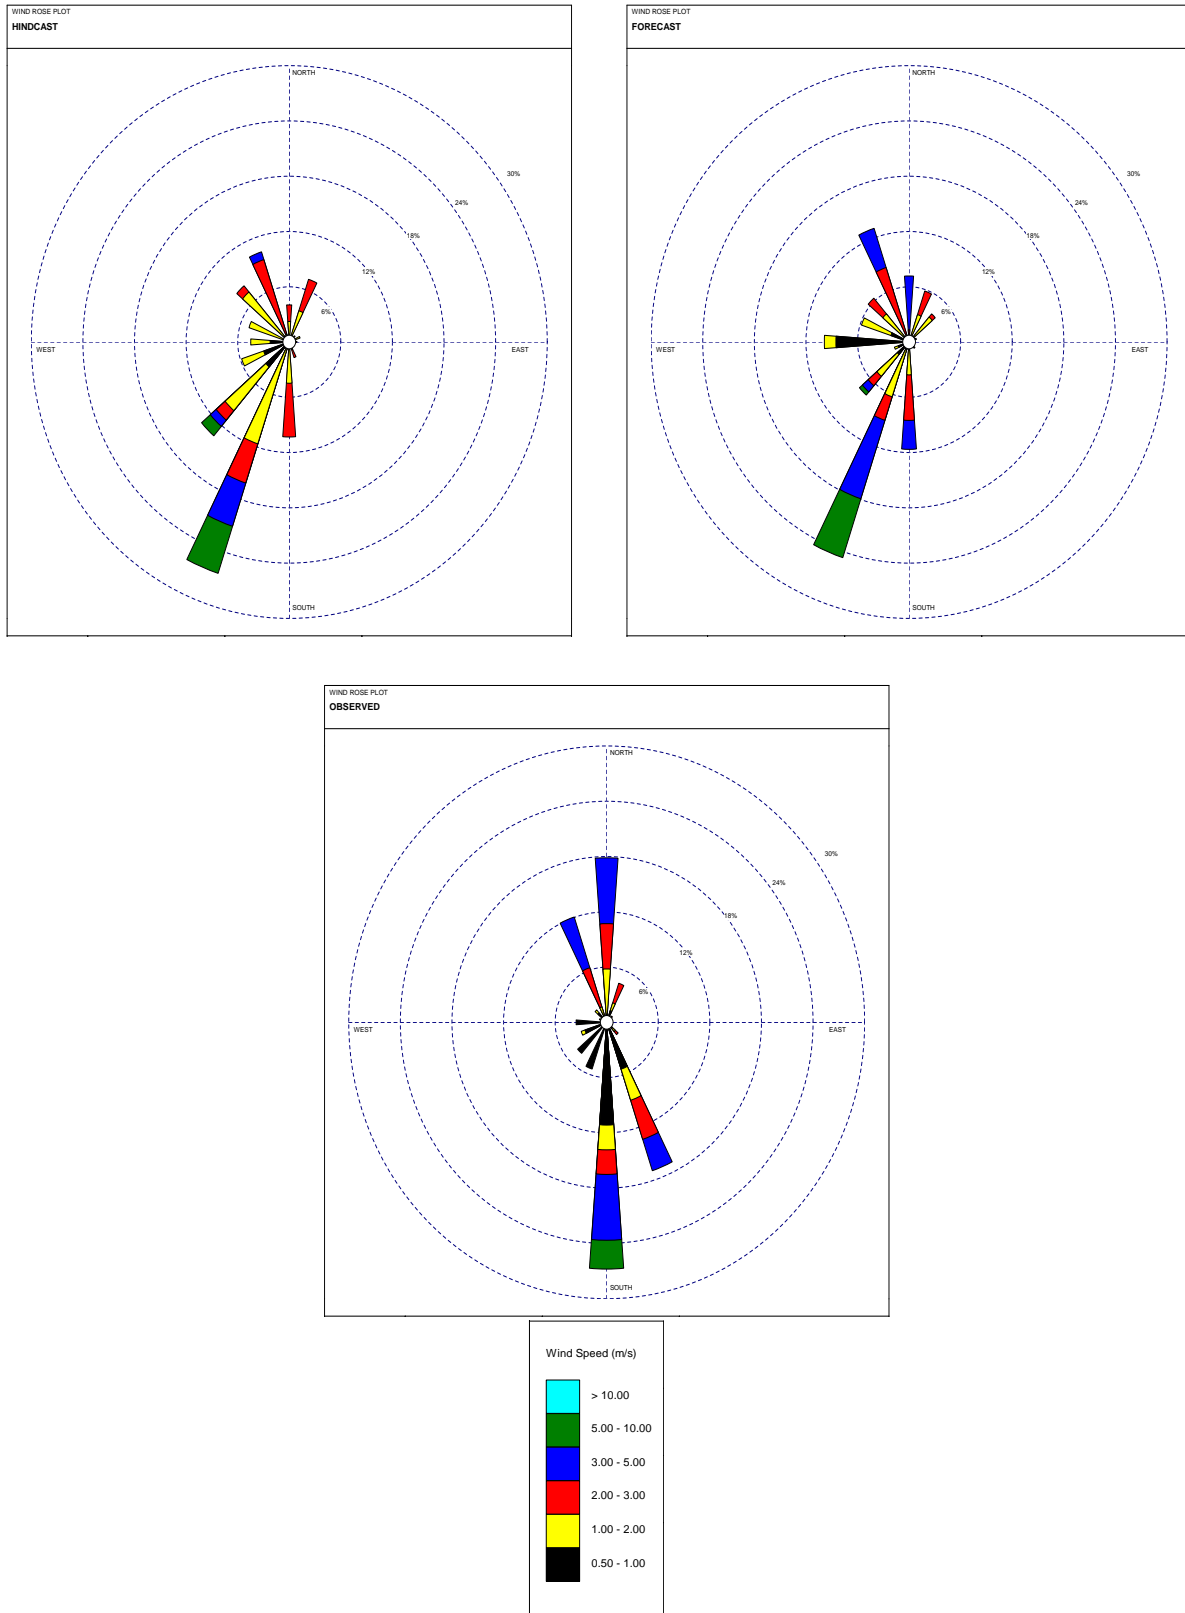 WIND ROSE PLOT
HINDCAST
NORTH
30%
24%
18%
12%
6%
WEST
EAST
SOUTH
WIND ROSE PLOT
FORECAST
NORTH
30%
24%
18%
12%
6%
WEST
EAST
SOUTH
WIND ROSE PLOT
OBSERVED
NORTH
30%
24%
18%
12%
6%
WEST
EAST
SOUTH
Wind Speed (m/s)
> 10.00
5.00 - 10.00
3.00 - 5.00
2.00 - 3.00
1.00 - 2.00
0.50 - 1.00